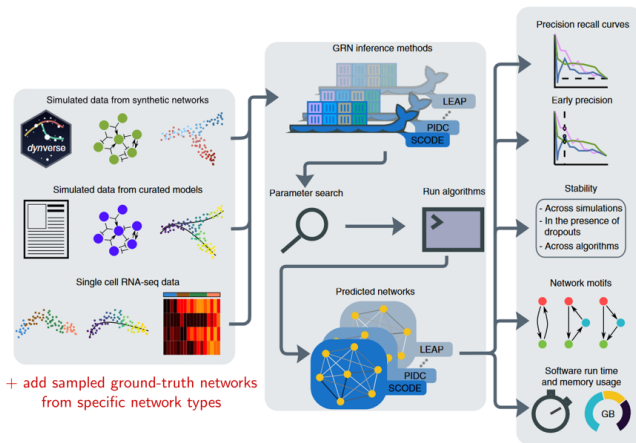 Simulated data from synthetic networks
dynverse
Simulated data from curated models
Single cell RNA-seq data
+ add sampled ground-truth networks
from specific network types
GRN inference methods
LEAP
PIDC
SCODE
Parameter search
Run algorithms
Predicted networks
LEAP
PIDC
SCODE
Precision recall curves
Early precision
Stability
- Across simulations
- In the presence of
dropouts
- Across algorithms
Network motifs
Software run time
and memory usage
GB